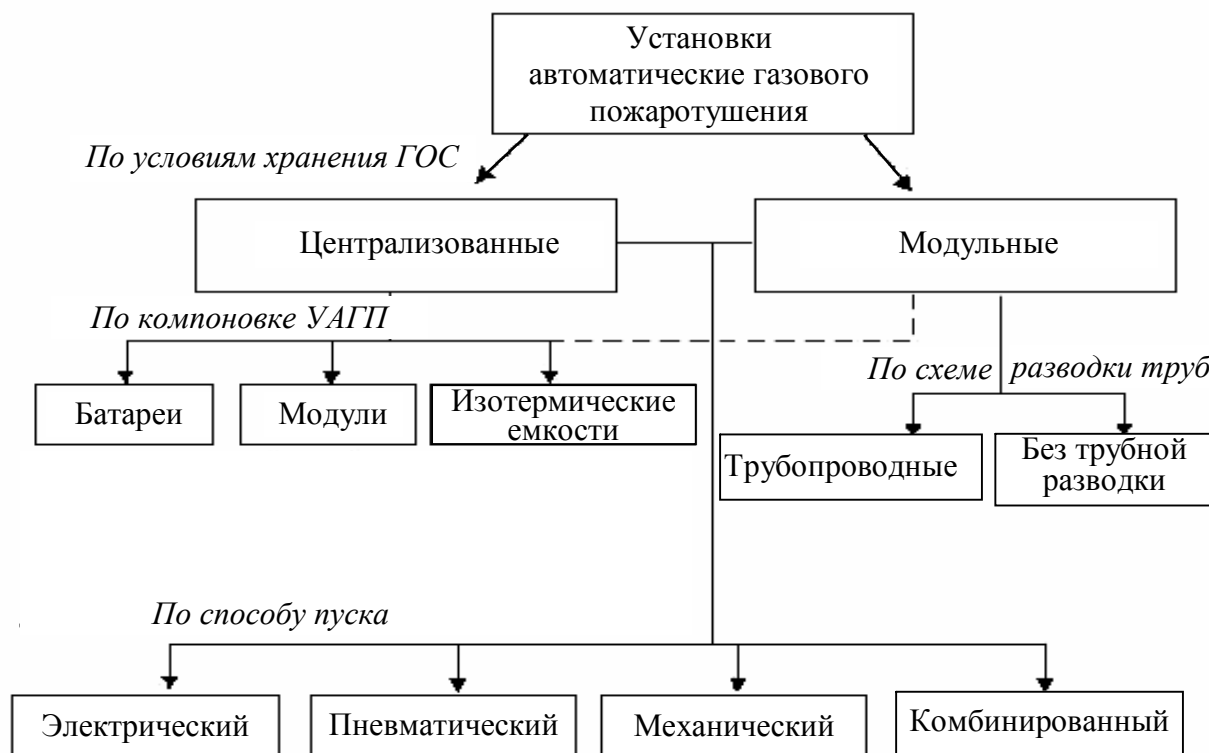 Установки
автоматические газового
пожаротушения
По условиям хранения ГОС
Централизованные
Модульные
По компоновке УАГП
По схеме разводки труб
Батареи
Модули
Изотермические
емкости
Трубопроводные
Без трубной
разводки
По способу пуска
Электрический
Пневматический
Механический
Комбинированный